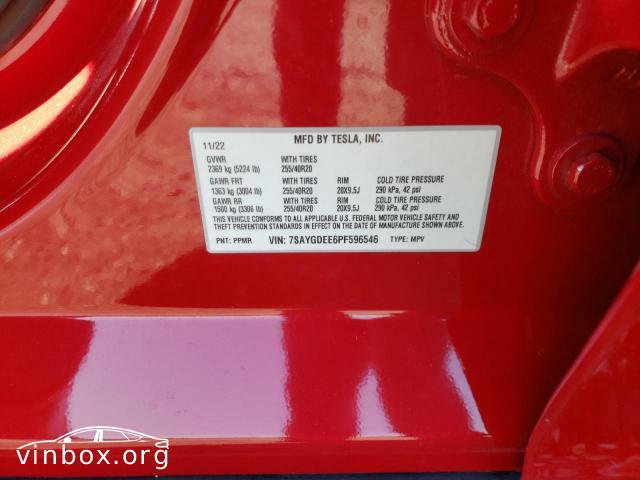 11/22 MFD BY TESLA, INC.
GVWR WITH TIRES
2369 kg (5224 lb) 255/40R20
GAWR FRT WITH TIRES RIM COLD TIRE PRESSURE
1363 kg (3004 lb) 255/40R20 20X9.5J 290 kPa, 42 psi
GAWR RR WITH TIRES RIM COLD TIRE PRESSURE
1500 kg (3306 lb) 255/40R20 20X9.5J 290 kPa, 42 psi
THIS VEHICLE CONFORMS TO ALL APPLICABLE U.S. FEDERAL MOTOR VEHICLE SAFETY AND
THEFT PREVENTION STANDARDS IN EFFECT ON THE DATE OF MANUFACTURE SHOWN ABOVE.
PNT: PPMR VIN: 7SAYGDEE6PF596546 TYPE: MPV
vinbox.org